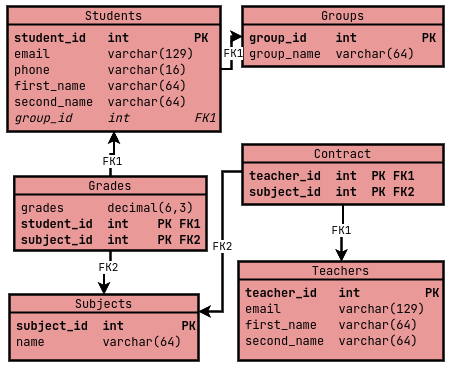 Students
student_id int PK
email varchar(129)
phone varchar(16)
first_name varchar(64)
second_name varchar(64)
group_id int FK1
Groups
group_id int PK
group_name varchar(64)
FK1
FK1
Contract
teacher_id int PK FK1
subject_id int PK FK2
Grades
grades decimal(6,3)
student_id int PK FK1
subject_id int PK FK2
FK1
FK2
FK2
Teachers
teacher_id int PK
email varchar(129)
first_name varchar(64)
second_name varchar(64)
Subjects
subject_id int PK
name varchar(64)